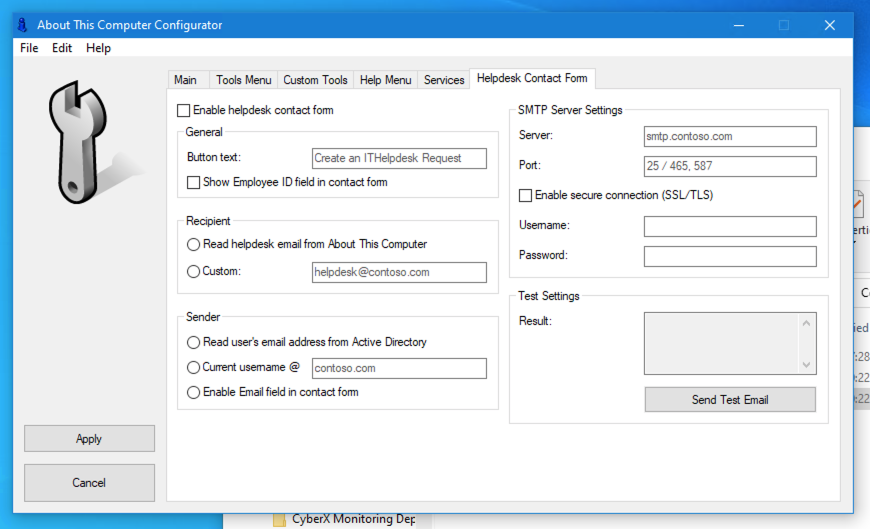 About This Computer Configurator
File Edit Help
Main Tools Menu Custom Tools Help Menu Services Helpdesk Contact Form
Enable helpdesk contact form
General
Button text: Create an ITHelpdesk Request
Show Employee ID field in contact form
Recipient
Read helpdesk email from About This Computer
Custom: helpdesk@contoso.com
Sender
Read user's email address from Active Directory
Current username @ contoso.com
Enable Email field in contact form
SMTP Server Settings
Server: smtp.contoso.com
Port: 25 / 465, 587
Enable secure connection (SSL/TLS)
Username:
Password:
Test Settings
Result:
Send Test Email
Apply
Cancel
CyberX Monitoring Dep